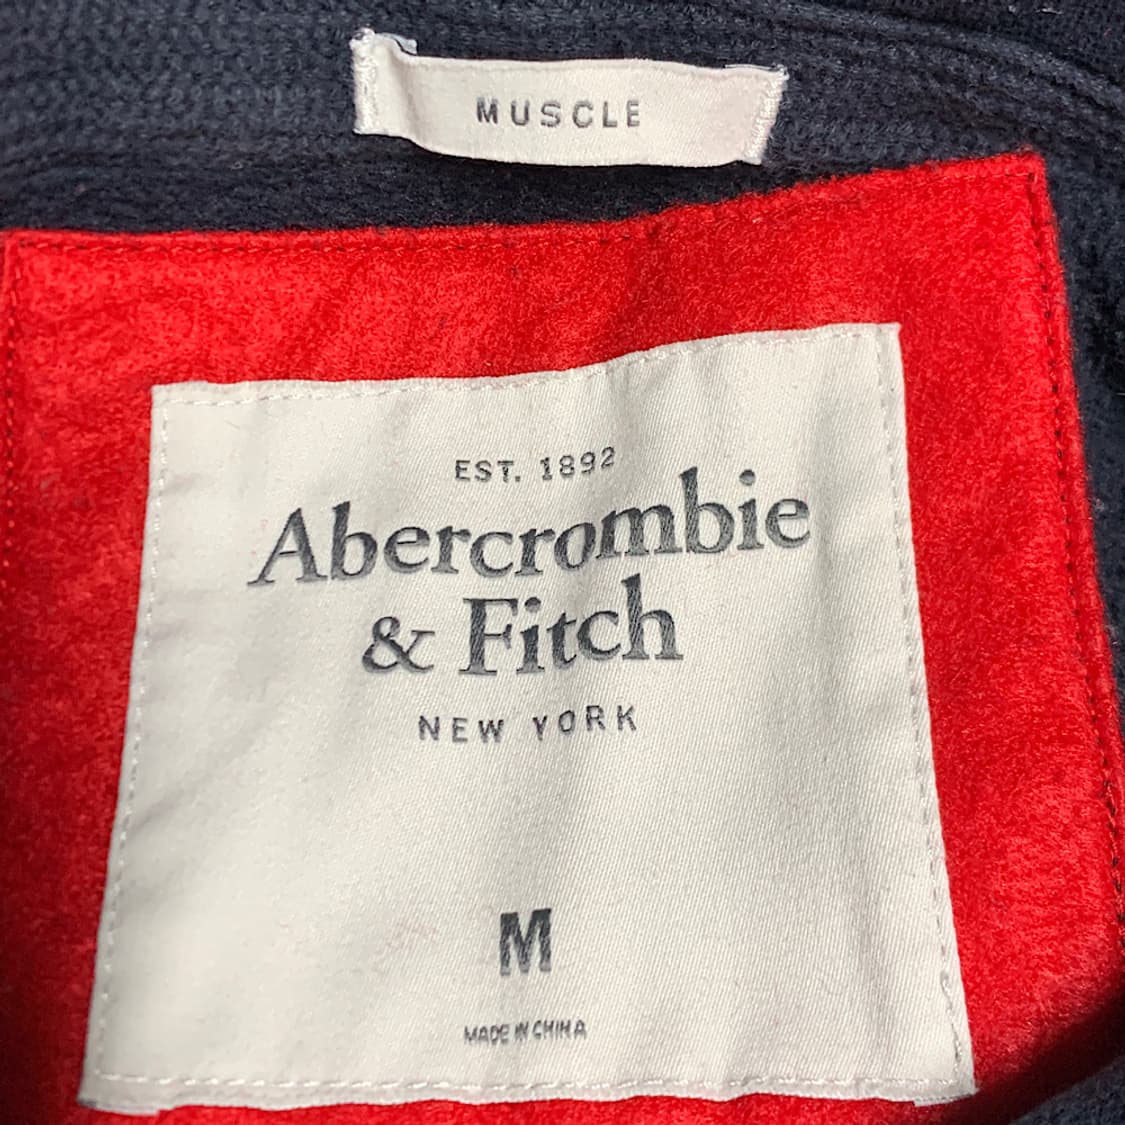 MUSCLE
EST. 1892
Abercrombie
& Fitch
NEW YORK
M
MADE IN CHINA